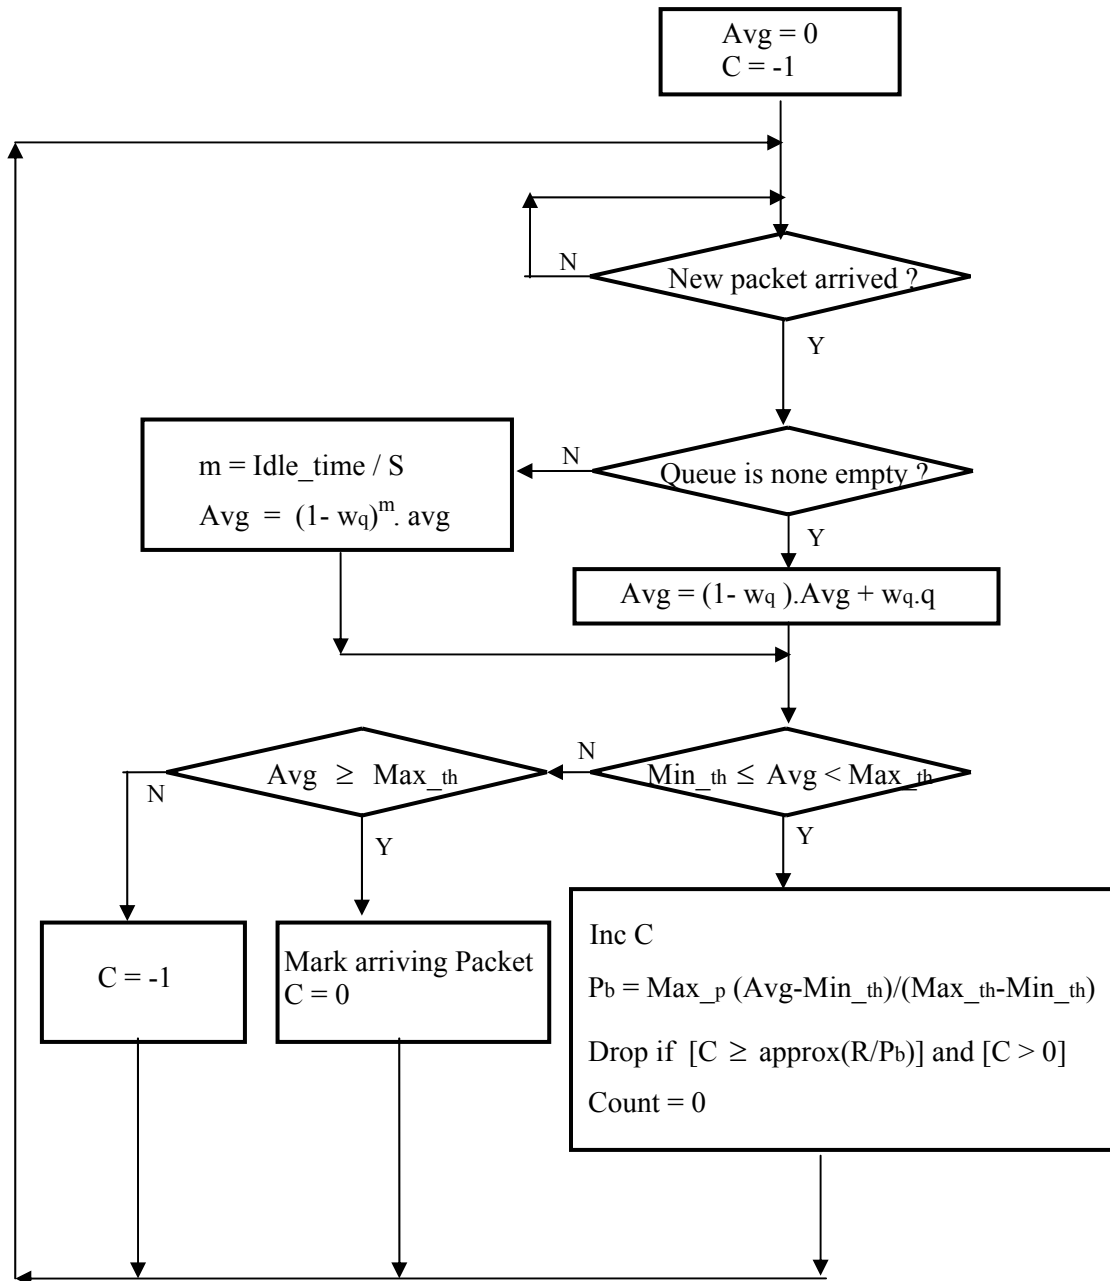 Avg = 0
C = -1
N
New packet arrived ?
Y
m = Idle_time / S
Avg = (1- wq)^m. avg
N
Queue is none empty ?
Y
Avg = (1- wq ).Avg + wq.q
Avg ≥ Max_th
N
Min_th ≤ Avg < Max_th
N
Y
Y
C = -1
Mark arriving Packet
C = 0
Inc C
Pb = Max_p (Avg-Min_th)/(Max_th-Min_th)
Drop if [C ≥ approx(R/Pb)] and [C > 0]
Count = 0